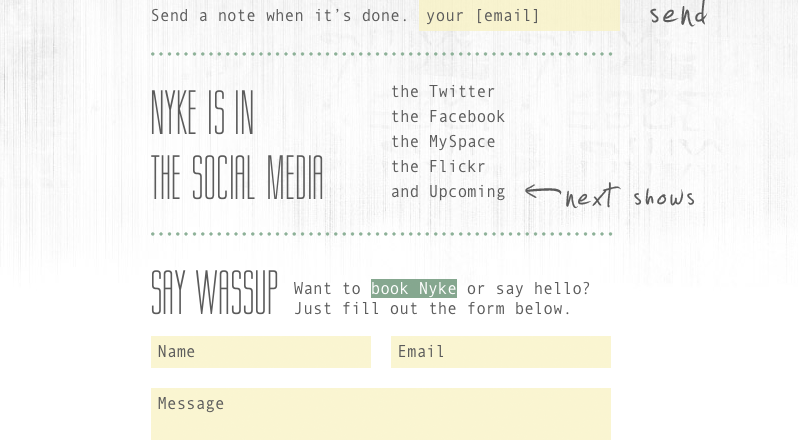 Send a note when it's done. your [email] send
NYKE IS IN
THE SOCIAL MEDIA
the Twitter
the Facebook
the MySpace
the Flickr
and Upcoming next shows
SAY WASSUP
Want to book Nyke or say hello?
Just fill out the form below.
Name Email
Message